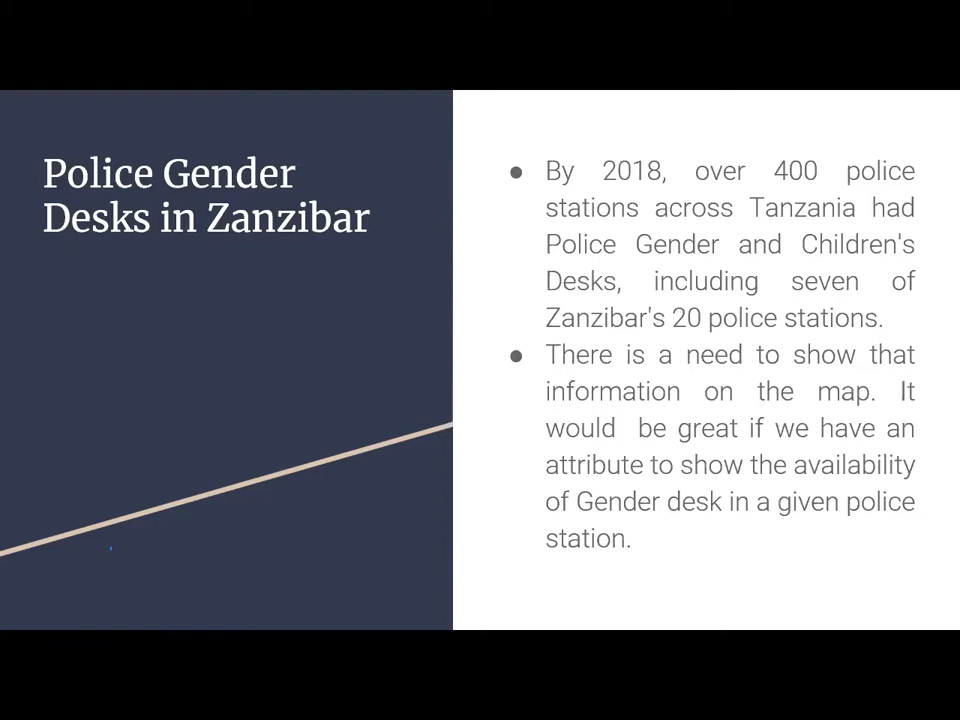 Police Gender
Desks in Zanzibar
● By 2018, over 400 police
stations across Tanzania had
Police Gender and Children's
Desks, including seven of
Zanzibar's 20 police stations.
● There is a need to show that
information on the map. It
would be great if we have an
attribute to show the availability
of Gender desk in a given police
station.